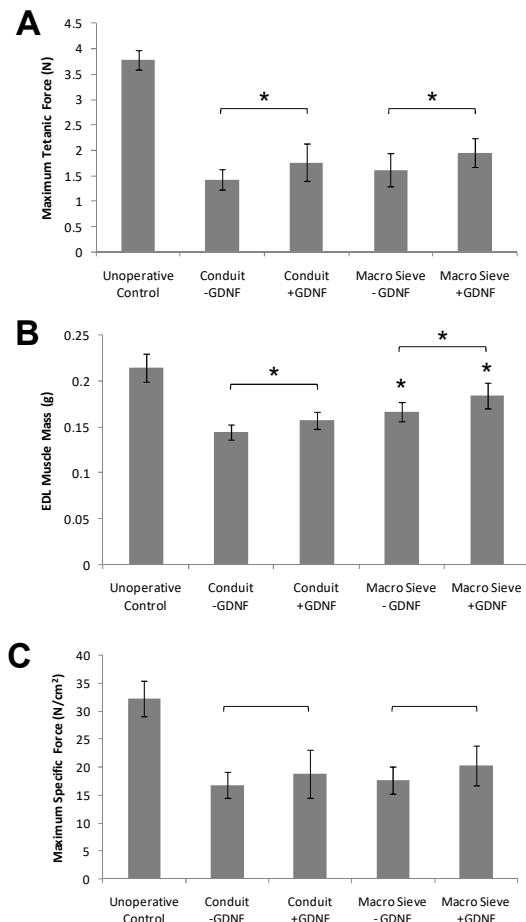 A
Maximum Tetanic Force (N)
4.5
4
3.5
3
2.5
2
1.5
1
0.5
0
*
*
Unoperative Control
Conduit -GDNF
Conduit +GDNF
Macro Sieve - GDNF
Macro Sieve +GDNF
B
EDL Muscle Mass (g)
0.25
0.2
0.15
0.1
0.05
0
*
*
*
*
Unoperative Control
Conduit -GDNF
Conduit +GDNF
Macro Sieve - GDNF
Macro Sieve +GDNF
C
Maximum Specific Force (N/cm²)
40
35
30
25
20
15
10
5
0
Unoperative Control
Conduit -GDNF
Conduit +GDNF
Macro Sieve - GDNF
Macro Sieve +GDNF